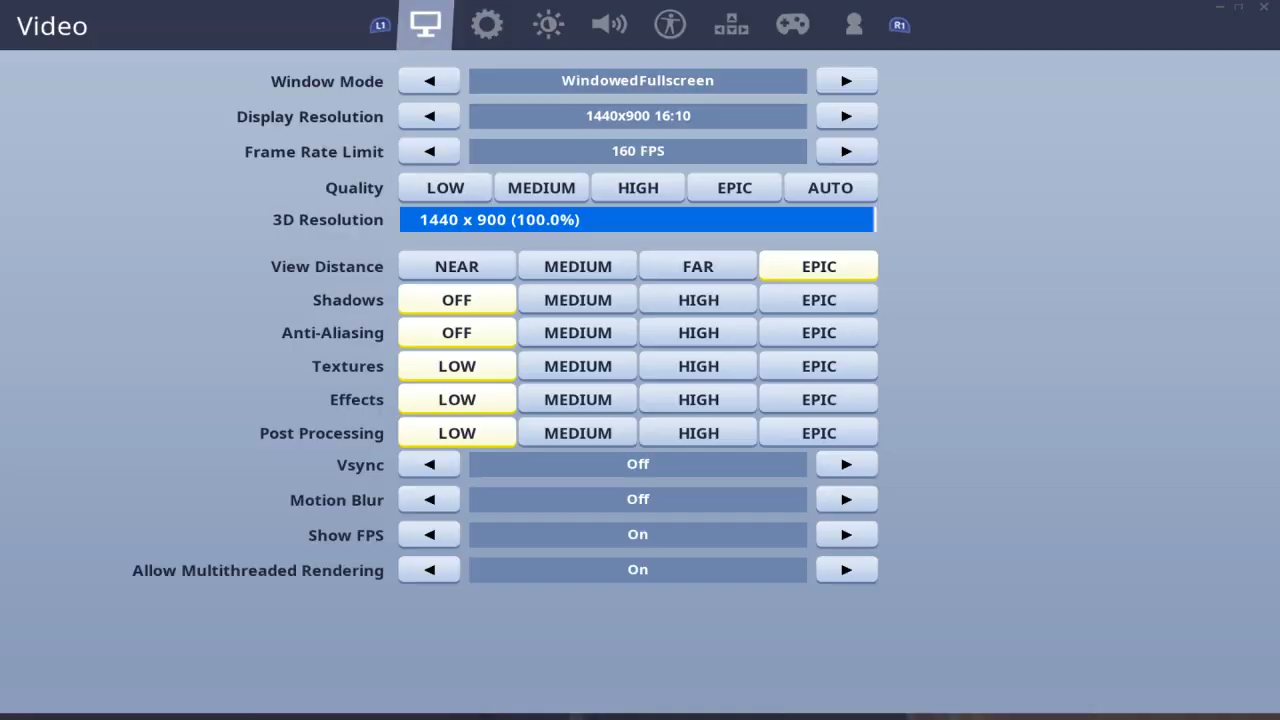 Video L1 R1
Window Mode WindowedFullscreen
Display Resolution 1440x900 16:10
Frame Rate Limit 160 FPS
Quality LOW MEDIUM HIGH EPIC AUTO
3D Resolution 1440 x 900 (100.0%)
View Distance NEAR MEDIUM FAR EPIC
Shadows OFF MEDIUM HIGH EPIC
Anti-Aliasing OFF MEDIUM HIGH EPIC
Textures LOW MEDIUM HIGH EPIC
Effects LOW MEDIUM HIGH EPIC
Post Processing LOW MEDIUM HIGH EPIC
Vsync Off
Motion Blur Off
Show FPS On
Allow Multithreaded Rendering On